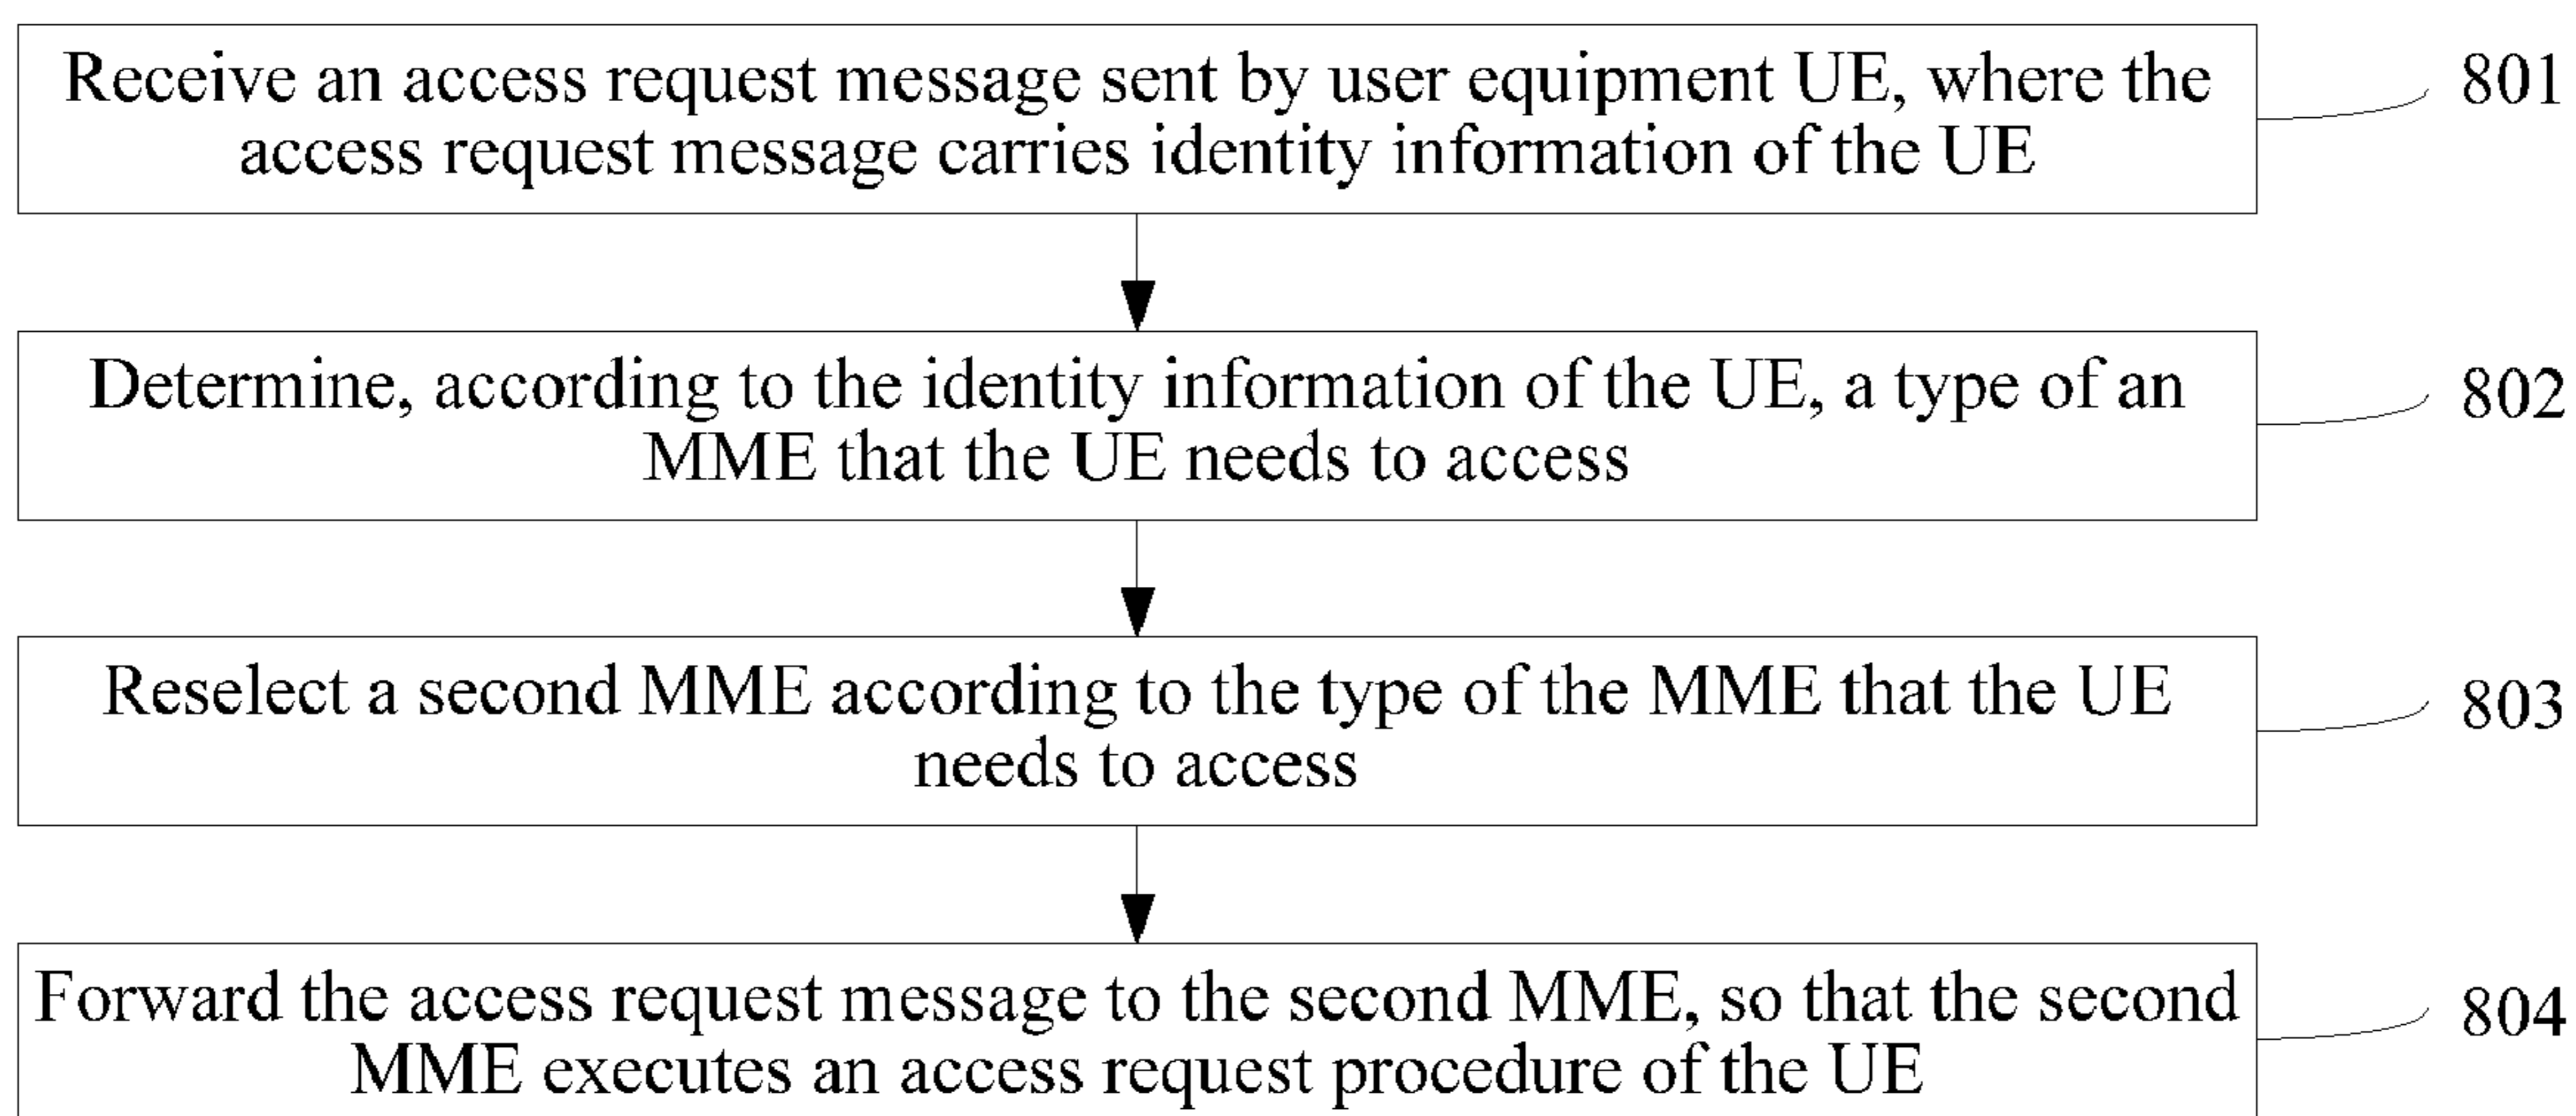 Receive an access request message sent by user equipment UE, where the
access request message carries identity information of the UE
801
Determine, according to the identity information of the UE, a type of an
MME that the UE needs to access
802
Reselect a second MME according to the type of the MME that the UE
needs to access
803
Forward the access request message to the second MME, so that the second
MME executes an access request procedure of the UE
804